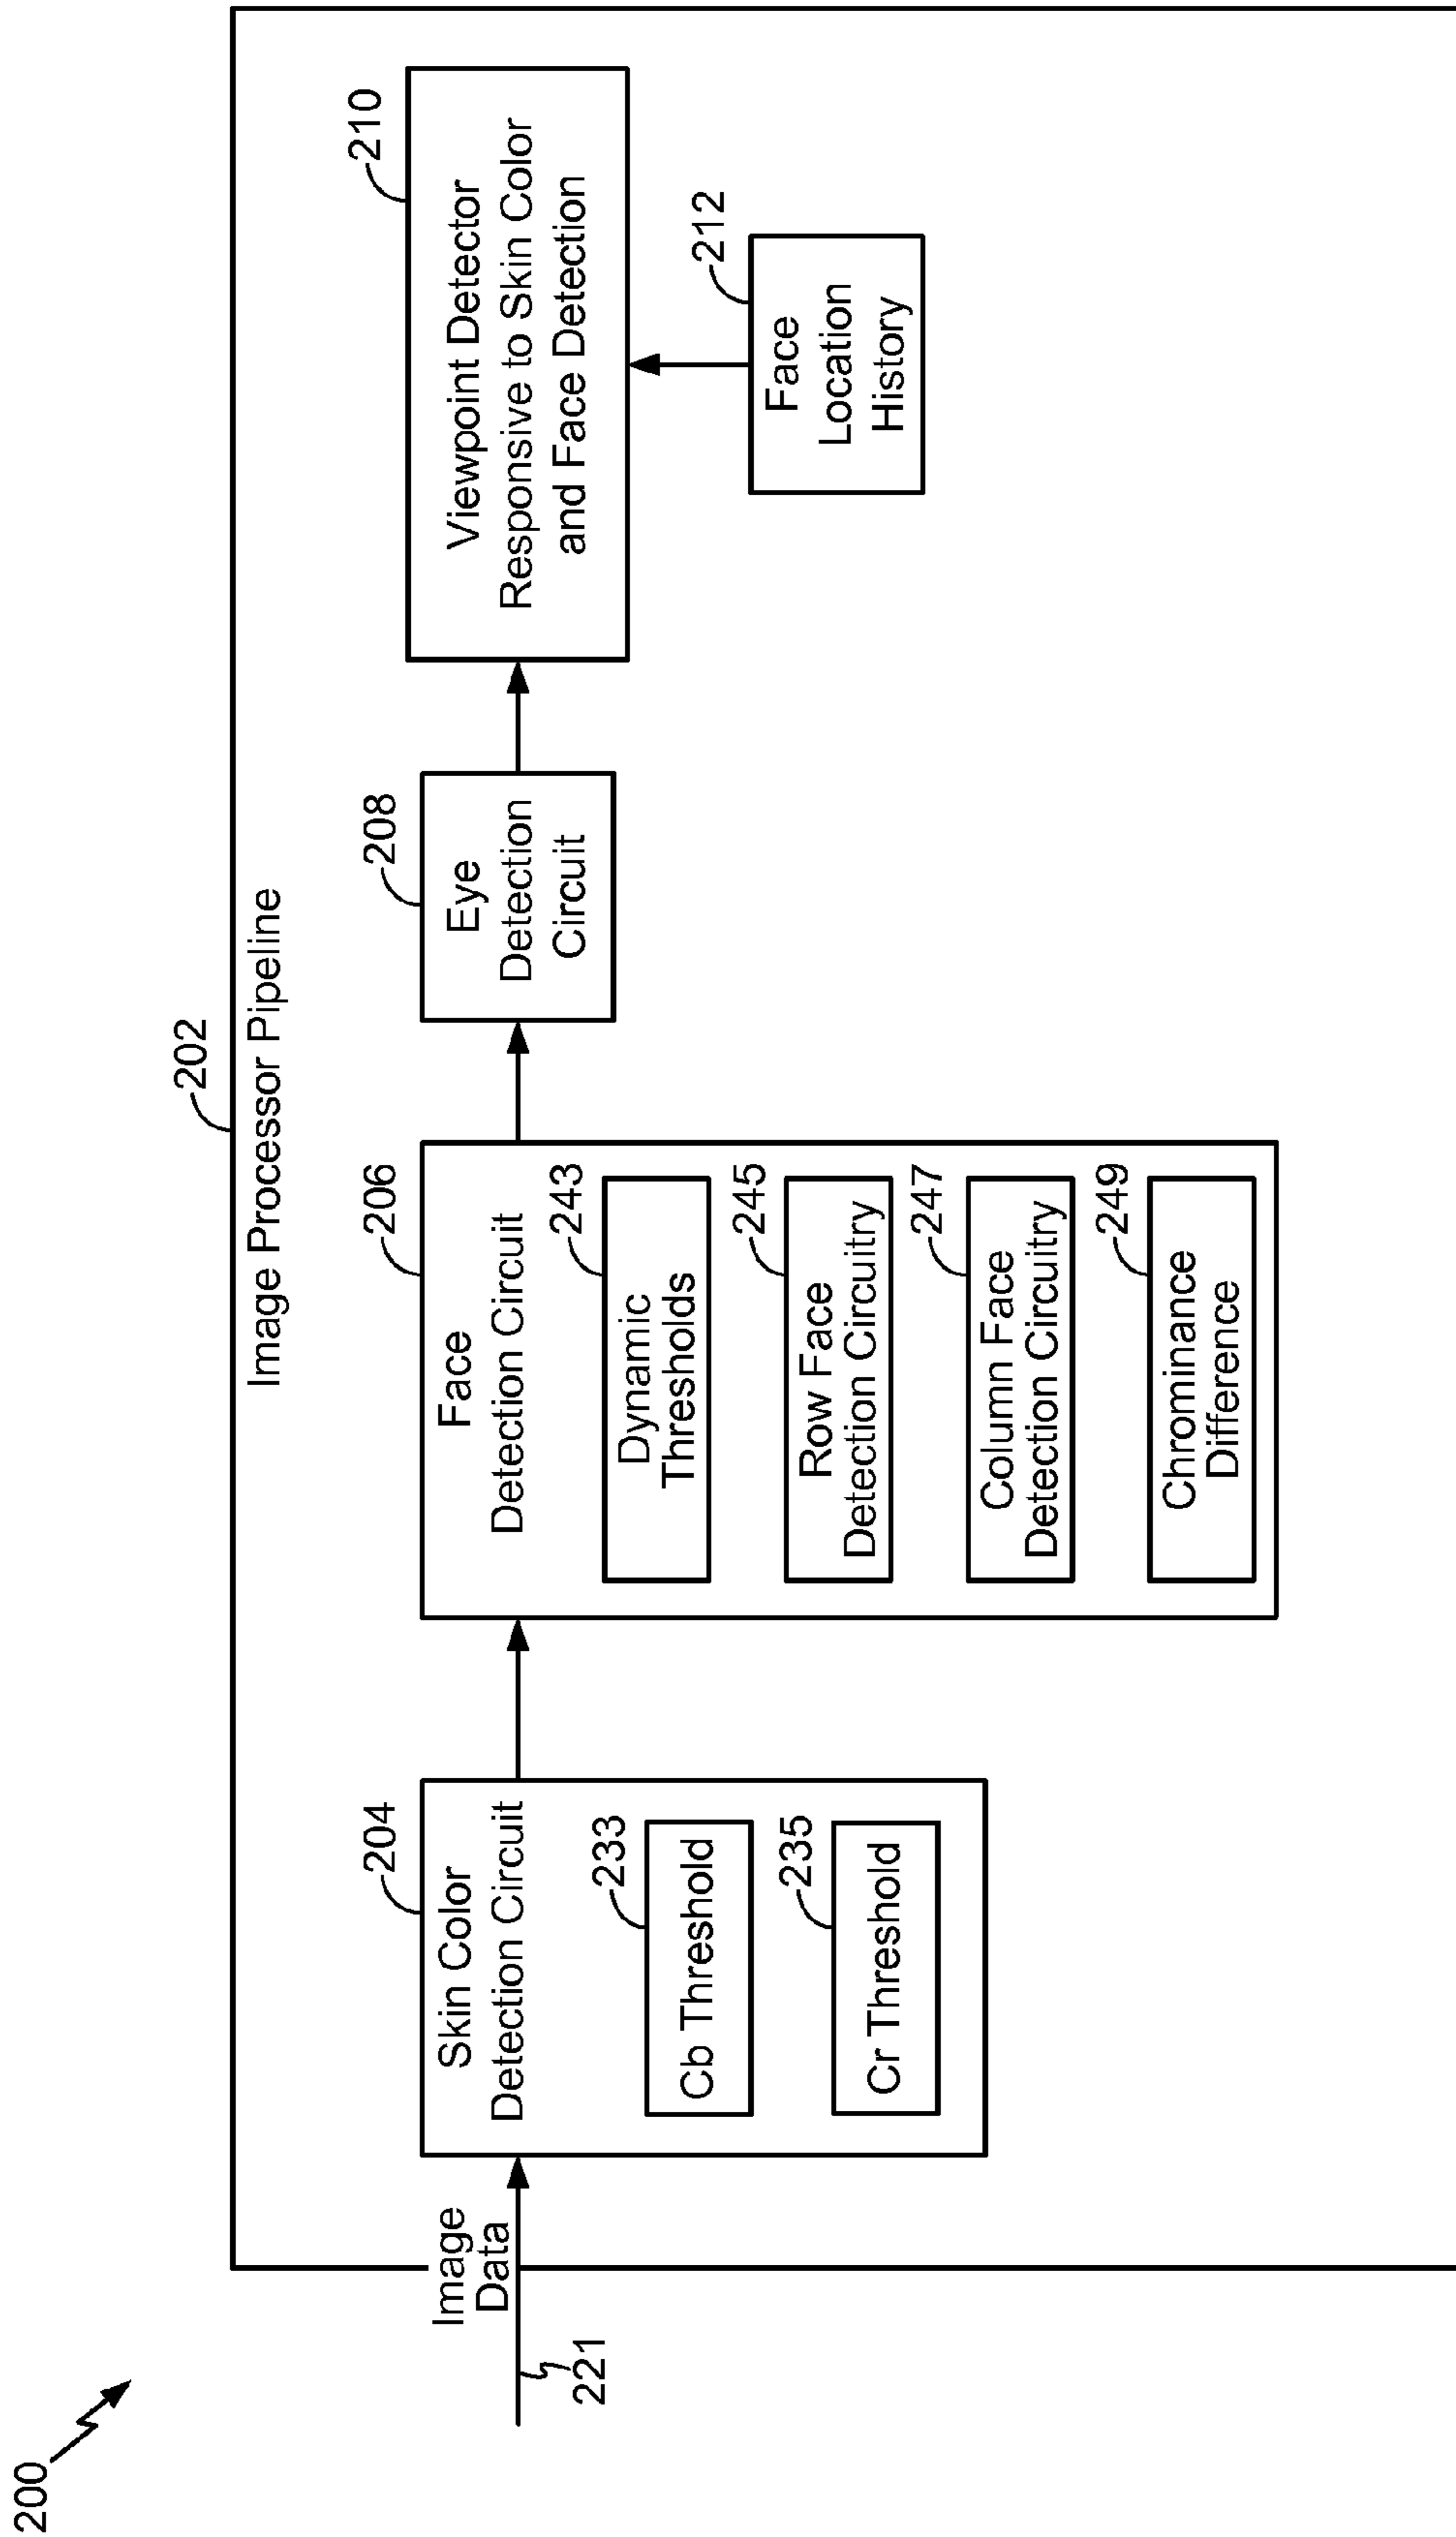 200
202
Image Processor Pipeline
221
Image
Data
204
Skin Color
Detection Circuit
233
Cb Threshold
235
Cr Threshold
206
Face
Detection Circuit
243
Dynamic
Thresholds
245
Row Face
Detection Circuitry
247
Column Face
Detection Circuitry
249
Chrominance
Difference
208
Eye
Detection
Circuit
210
Viewpoint Detector
Responsive to Skin Color
and Face Detection
212
Face
Location
History